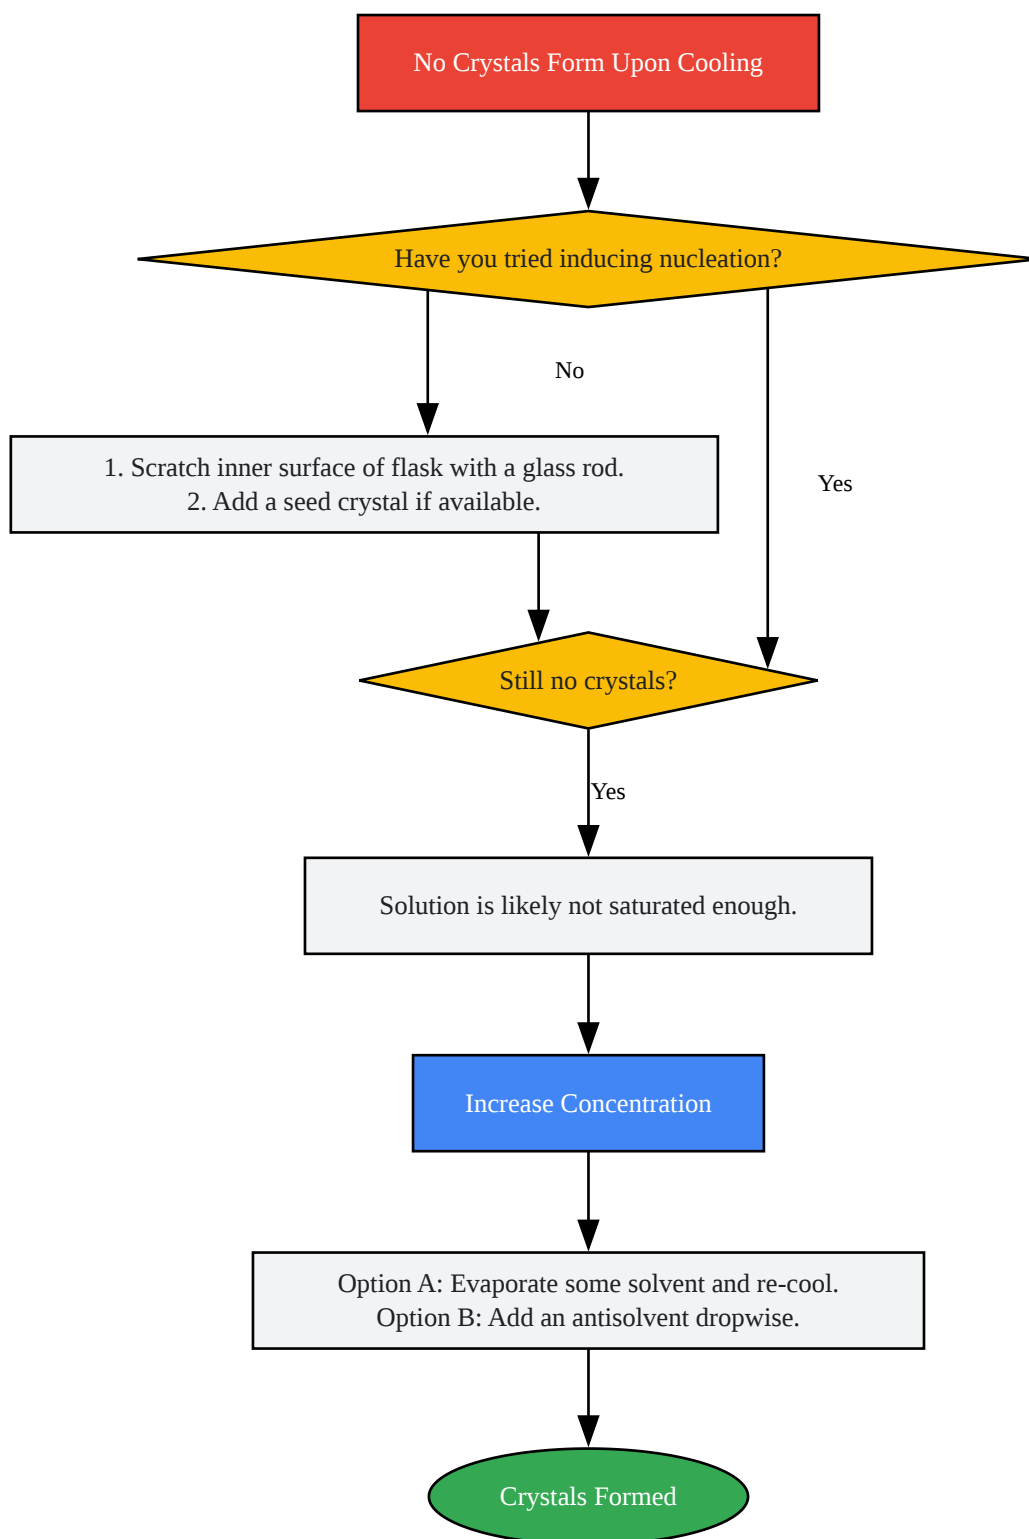 No Crystals Form Upon Cooling
Have you tried inducing nucleation?
No
1. Scratch inner surface of flask with a glass rod.
2. Add a seed crystal if available.
Yes
Still no crystals?
Yes
Solution is likely not saturated enough.
Increase Concentration
Option A: Evaporate some solvent and re-cool.
Option B: Add an antisolvent dropwise.
Crystals Formed